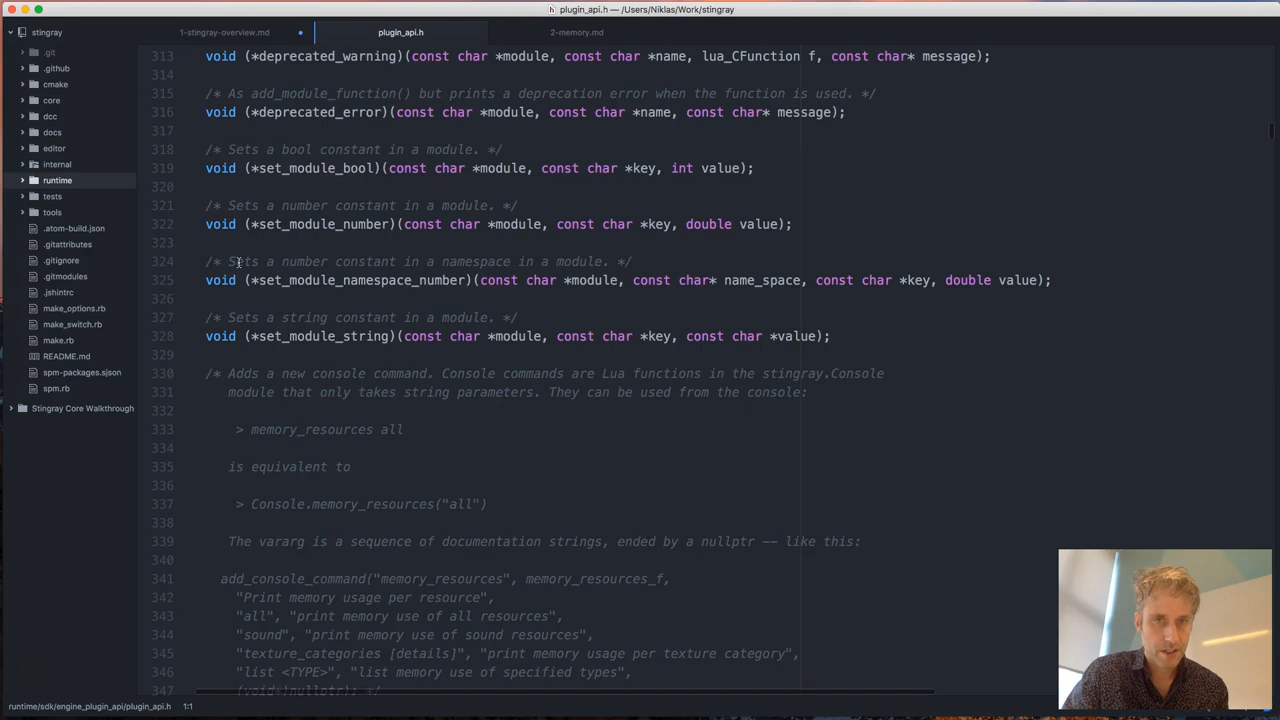 plugin_api.h — /Users/Niklas/Work/stingray
stingray
1-stingray-overview.md
plugin_api.h
2-memory.md
.git
.github
cmake
core
dcc
docs
editor
internal
runtime
tests
tools
.atom-build.json
.gitattributes
.gitignore
.gitmodules
.jshintrc
make_options.rb
make_switch.rb
make.rb
README.md
spm-packages.sjson
spm.rb
Stingray Core Walkthrough
313 void (*deprecated_warning)(const char *module, const char *name, lua_CFunction f, const char* message);
314
315 /* As add_module_function() but prints a deprecation error when the function is used. */
316 void (*deprecated_error)(const char *module, const char *name, const char* message);
317
318 /* Sets a bool constant in a module. */
319 void (*set_module_bool)(const char *module, const char *key, int value);
320
321 /* Sets a number constant in a module. */
322 void (*set_module_number)(const char *module, const char *key, double value);
323
324 /* Sets a number constant in a namespace in a module. */
325 void (*set_module_namespace_number)(const char *module, const char* name_space, const char *key, double value);
326
327 /* Sets a string constant in a module. */
328 void (*set_module_string)(const char *module, const char *key, const char *value);
329
330 /* Adds a new console command. Console commands are Lua functions in the stingray.Console
331 module that only takes string parameters. They can be used from the console:
332
333 > memory_resources all
334
335 is equivalent to
336
337 > Console.memory_resources("all")
338
339 The vararg is a sequence of documentation strings, ended by a nullptr -- like this:
340
341 add_console_command("memory_resources", memory_resources_f,
342 "Print memory usage per resource",
343 "all", "print memory use of all resources",
344 "sound", "print memory use of sound resources",
345 "texture_categories [details]", "print memory usage per texture category",
346 "list <TYPE>", "list memory use of specified types",
347 (void*)nullptr); */
runtime/sdk/engine_plugin_api/plugin_api.h 1:1